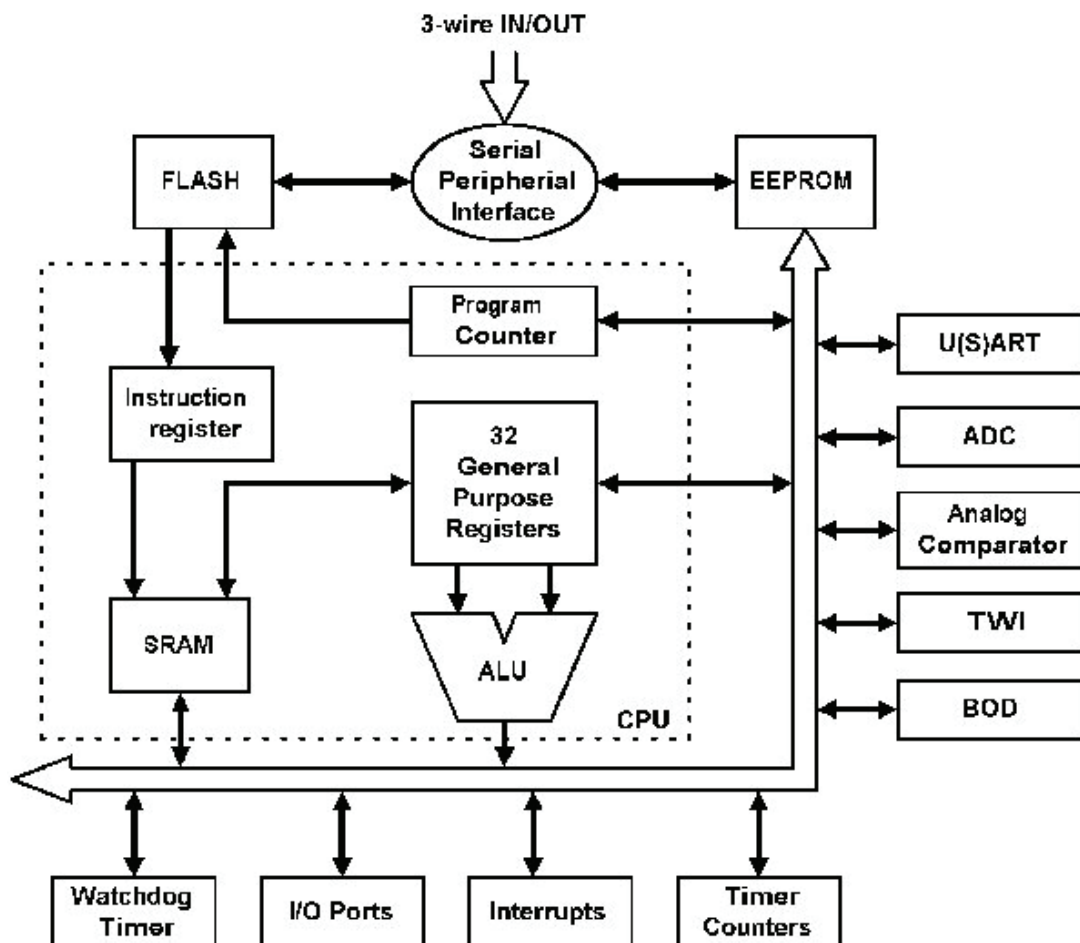 3-wire IN/OUT
FLASH
Serial
Peripherial
Interface
EEPROM
Program
Counter
U(S)ART
Instruction
register
32
General
Purpose
Registers
ADC
Analog
Comparator
SRAM
ALU
TWI
CPU
BOD
Watchdog
Timer
I/O Ports
Interrupts
Timer
Counters